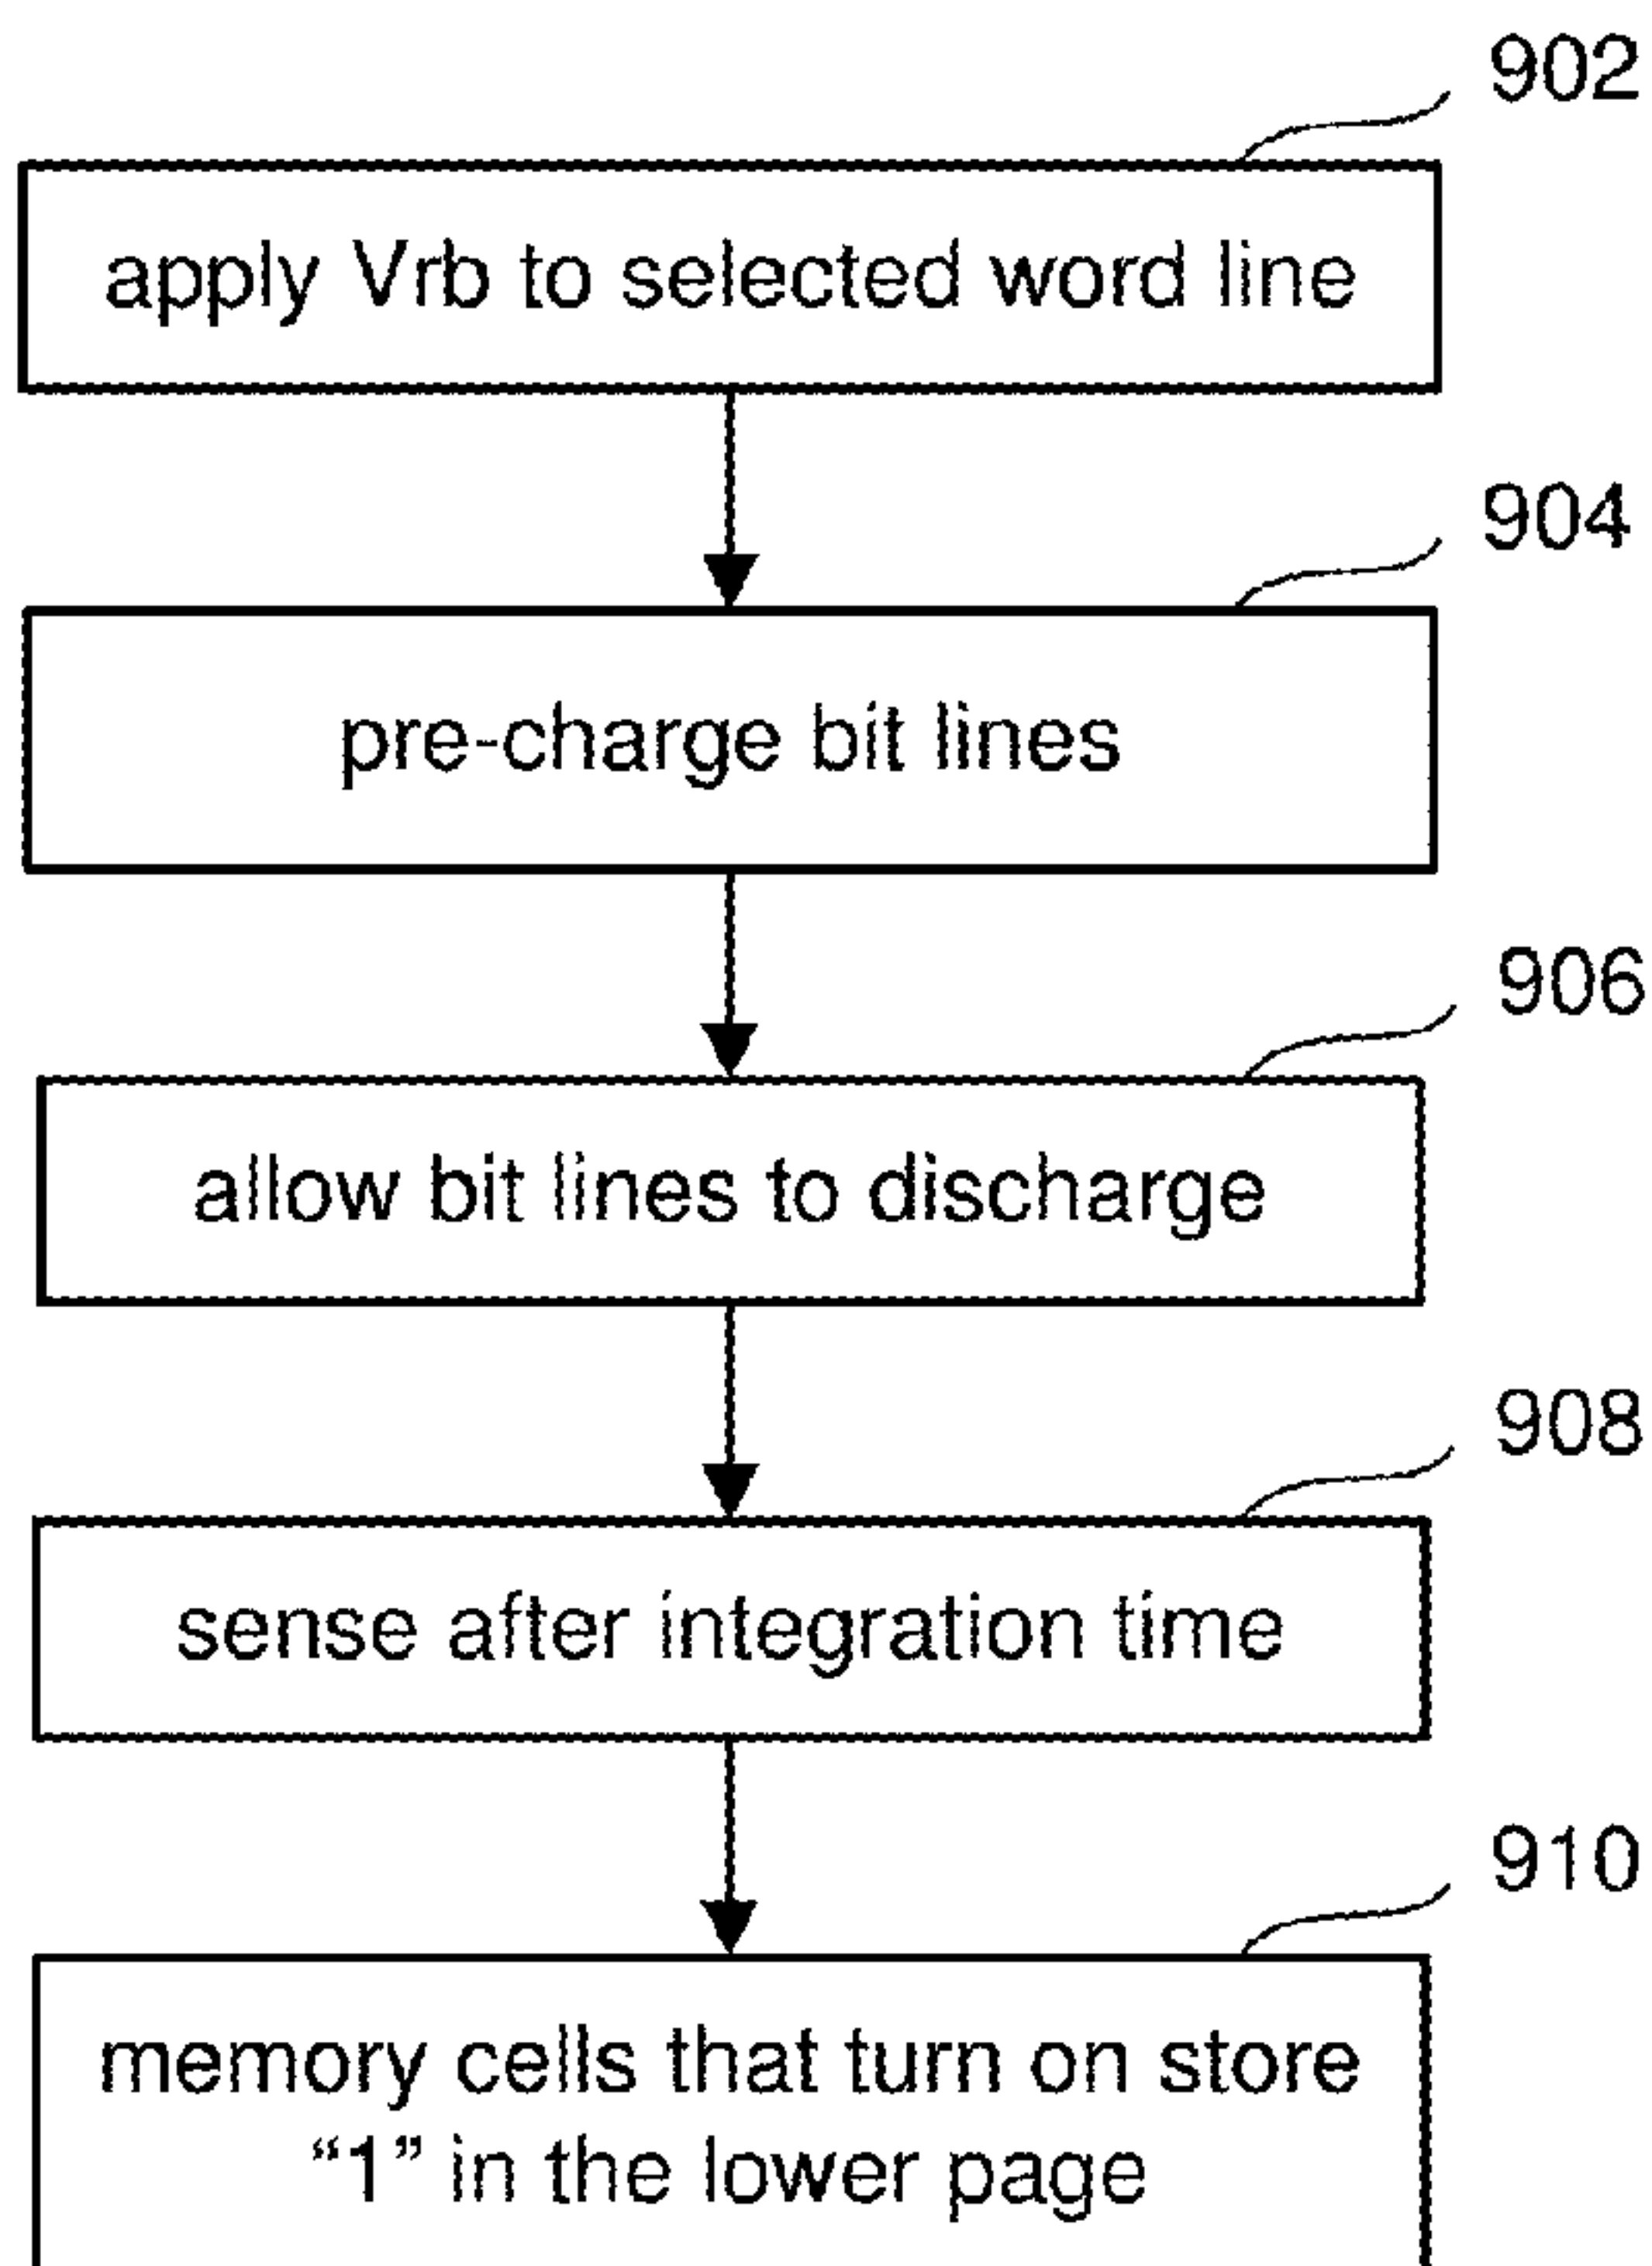 902
apply Vrb to selected word line
904
pre-charge bit lines
906
allow bit lines to discharge
908
sense after integration time
910
memory cells that turn on store
“1” in the lower page